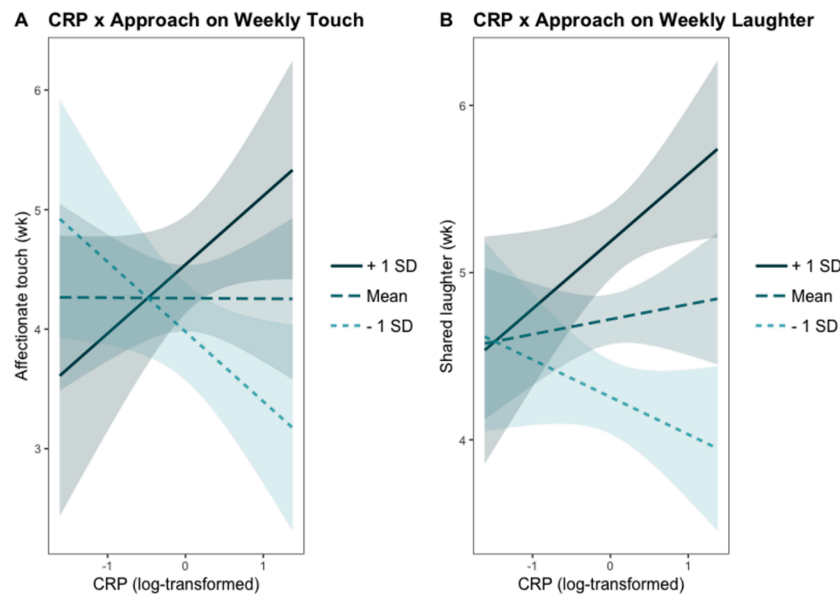 A CRP x Approach on Weekly Touch
6
5
4
3
Affectionate touch (wk)
-1 0 1
CRP (log-transformed)
+ 1 SD
Mean
- 1 SD
B CRP x Approach on Weekly Laughter
6
5
4
Shared laughter (wk)
-1 0 1
CRP (log-transformed)
+ 1 SD
Mean
- 1 SD